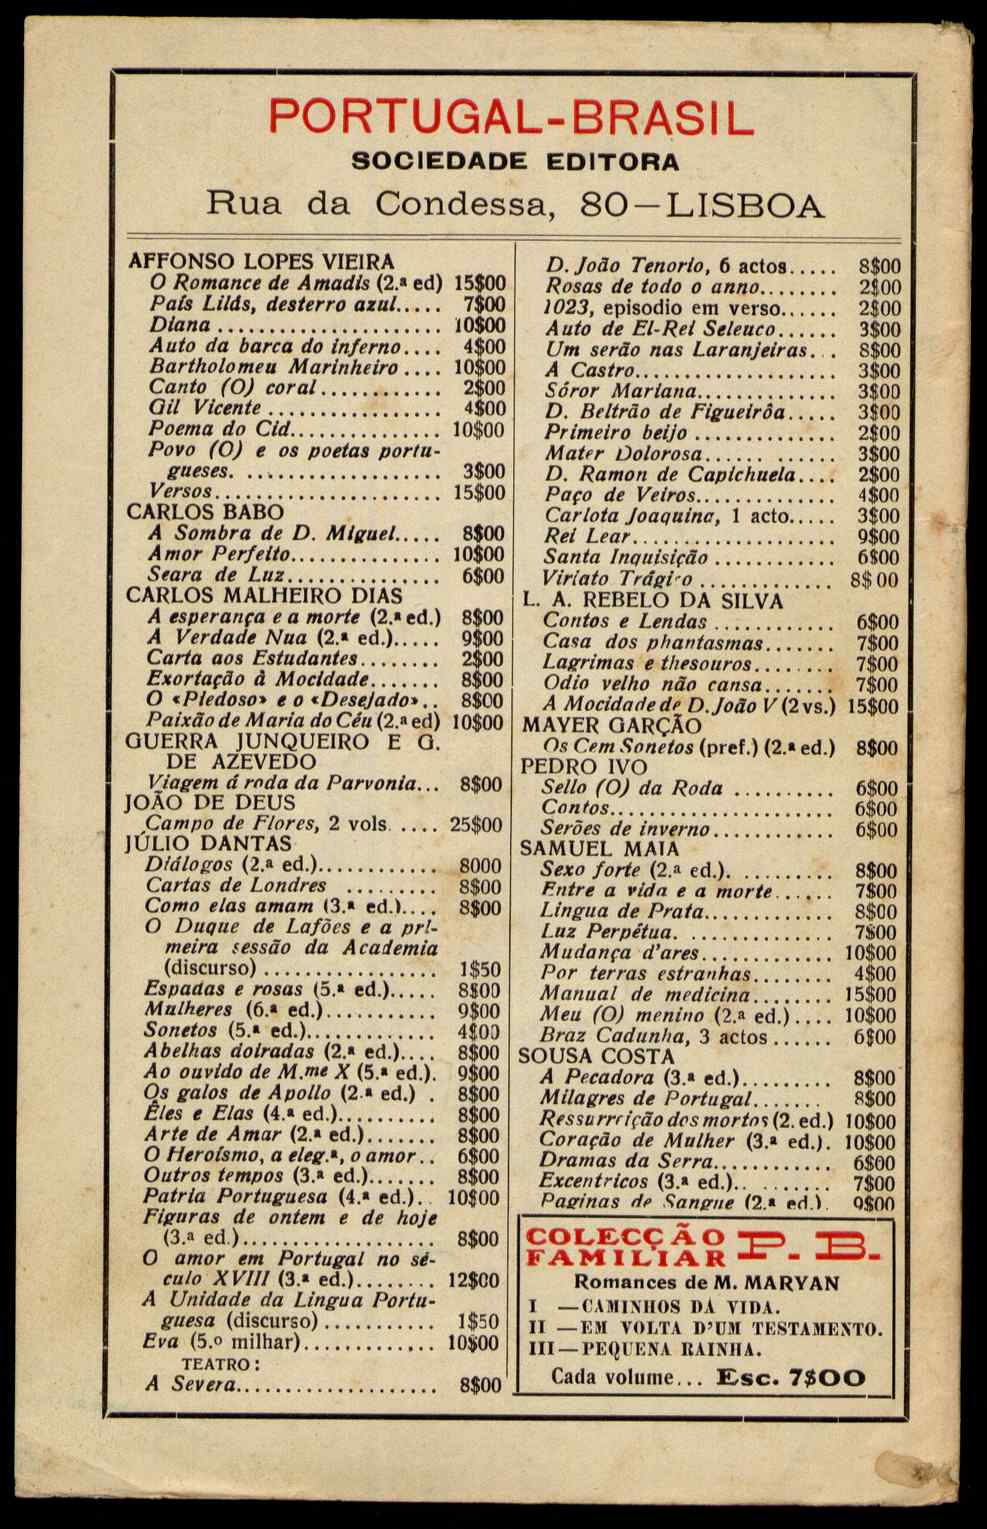 PORTUGAL-BRASIL
SOCIEDADE EDITORA
Rua da Condessa, 80—LISBOA
AFFONSO LOPES VIEIRA
O Romance de Amadis (2.ª ed) 15$00
País Lilás, desterro azul..... 7$00
Diana ..................... 10$00
Auto da barca do inferno.... 4$00
Bartholomeu Marinheiro .... 10$00
Canto (O) coral ............ 2$00
Gil Vicente ................. 4$00
Poema do Cid............... 10$00
Povo (O) e os poetas portu-
gueses. ................... 3$00
Versos...................... 15$00
CARLOS BABO
A Sombra de D. Miguel..... 8$00
Amor Perfeito............... 10$00
Seara de Luz............... 6$00
CARLOS MALHEIRO DIAS
A esperança e a morte (2.ª ed.) 8$00
A Verdade Nua (2.ª ed.)..... 9$00
Carta aos Estudantes........ 2$00
Exortação à Mocidade....... 8$00
O «Piedoso» e o «Desejado».. 8$00
Paixão de Maria do Céu (2.ª ed) 10$00
GUERRA JUNQUEIRO E G.
DE AZEVEDO
Viagem á roda da Parvonia... 8$00
JOÃO DE DEUS
Campo de Flores, 2 vols. .... 25$00
JÚLIO DANTAS
Diálogos (2.ª ed.)............ 8000
Cartas de Londres ......... 8$00
Como elas amam (3.ª ed.).... 8$00
O Duque de Lafões e a pri-
meira sessão da Academia
(discurso) ................. 1$50
Espadas e rosas (5.ª ed.)..... 8$00
Mulheres (6.ª ed.)........... 9$00
Sonetos (5.ª ed.)............. 4$00
Abelhas doiradas (2.ª ed.).... 8$00
Ao ouvido de M.me X (5.ª ed.). 9$00
Os galos de Apollo (2.ª ed.) . 8$00
Êles e Elas (4.ª ed.).......... 8$00
Arte de Amar (2.ª ed.)....... 8$00
O Heroísmo, a eleg.ª, o amor.. 6$00
Outros tempos (3.ª ed.)....... 8$00
Patria Portuguesa (4.ª ed.).. 10$00
Figuras de ontem e de hoje
(3.ª ed.)................... 8$00
O amor em Portugal no sé-
culo XVIII (3.ª ed.)........ 12$00
A Unidade da Lingua Portu-
guesa (discurso) ........... 1$50
Eva (5.º milhar)............. 10$00
TEATRO:
A Severa.................... 8$00
D. João Tenorio, 6 actos..... 8$00
Rosas de todo o anno........ 2$00
1023, episodio em verso...... 2$00
Auto de El-Rei Seleuco...... 3$00
Um serão nas Laranjeiras... 8$00
A Castro.................... 3$00
Sóror Mariana.............. 3$00
D. Beltrão de Figueirôa..... 3$00
Primeiro beijo .............. 2$00
Mater Dolorosa...... ...... 3$00
D. Ramon de Capichuela.... 2$00
Paço de Veiros.............. 4$00
Carlota Joaquina, 1 acto..... 3$00
Rei Lear.................... 9$00
Santa Inquisição ............ 6$00
Viriato Trágico ............. 8$00
L. A. REBELO DA SILVA
Contos e Lendas ............ 6$00
Casa dos phantasmas....... 7$00
Lagrimas e thesouros........ 7$00
Odio velho não cansa....... 7$00
A Mocidade de D. João V (2 vs.) 15$00
MAYER GARÇÃO
Os Cem Sonetos (pref.) (2.ª ed.) 8$00
PEDRO IVO
Sello (O) da Roda .......... 6$00
Contos...................... 6$00
Serões de inverno............ 6$00
SAMUEL MAIA
Sexo forte (2.ª ed.). ......... 8$00
Entre a vida e a morte...... 7$00
Lingua de Prata............. 8$00
Luz Perpétua. .............. 7$00
Mudança d'ares............. 10$00
Por terras estranhas........ 4$00
Manual de medicina........ 15$00
Meu (O) menino (2.ª ed.).... 10$00
Braz Cadunha, 3 actos ...... 6$00
SOUSA COSTA
A Pecadora (3.ª ed.)......... 8$00
Milagres de Portugal....... 8$00
Ressurreição dos mortos (2. ed.) 10$00
Coração de Mulher (3.ª ed.). 10$00
Dramas da Serra............ 6$00
Excentricos (3.ª ed.).. ....... 7$00
Paginas de Sangue (2.ª ed.). 9$00
COLECÇÃO
FAMILIAR P. B.
Romances de M. MARYAN
I —CAMINHOS DA VIDA.
II —EM VOLTA D'UM TESTAMENTO.
III—PEQUENA RAINHA.
Cada volume... Esc. 7$00